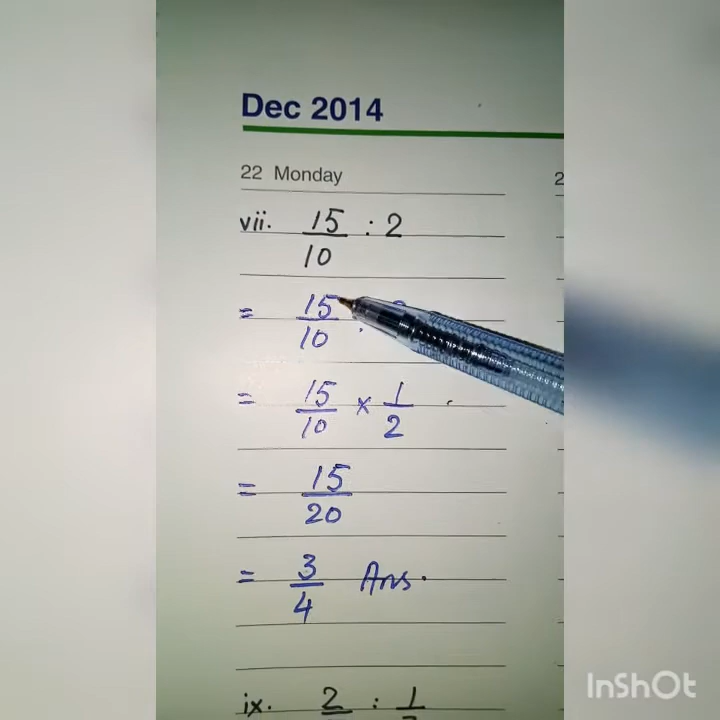 Dec 2014
22 Monday
2
vii. 15/10 : 2
= 15/10
= 15/10 × 1/2
= 15/20
= 3/4 Ans.
ix. 2 : 1
InShOt